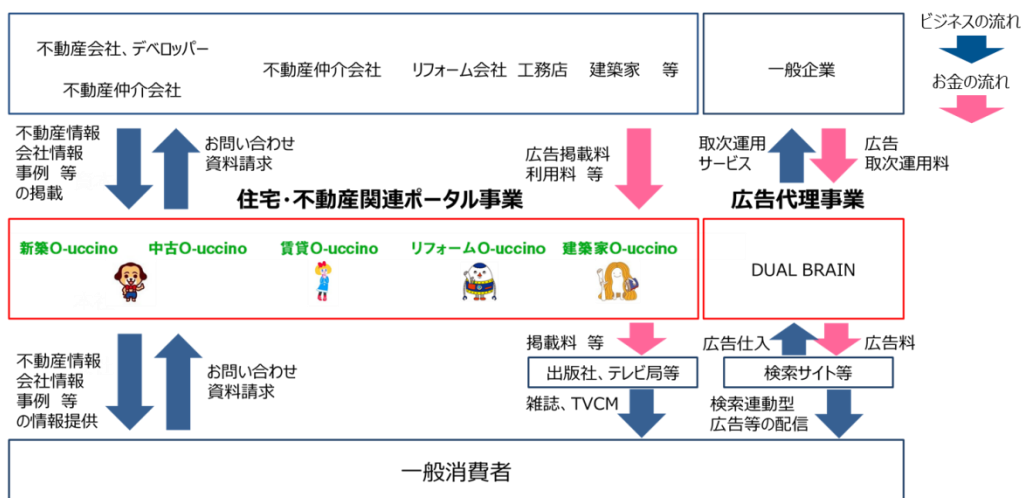 ビジネスの流れ
お金の流れ
不動産会社、デベロッパー
不動産仲介会社
不動産仲介会社 リフォーム会社 工務店 建築家 等
一般企業
不動産情報
会社情報
事例 等
の掲載
お問い合わせ
資料請求
広告掲載料
利用料 等
取次運用
サービス
広告
取次運用料
住宅・不動産関連ポータル事業
広告代理事業
新築O-uccino 中古O-uccino 賃貸O-uccino リフォームO-uccino 建築家O-uccino
DUAL BRAIN
不動産情報
会社情報
事例 等
の情報提供
お問い合わせ
資料請求
掲載料 等
出版社、テレビ局等
雑誌、TVCM
広告仕入
広告料
検索サイト等
検索連動型
広告等の配信
一般消費者